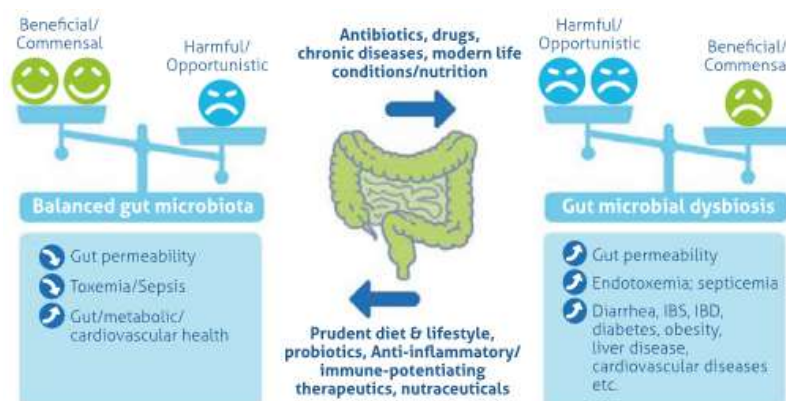 Beneficial/
Commensal
Harmful/
Opportunistic
Balanced gut microbiota
Gut permeability
Toxemia/Sepsis
Gut/metabolic/
cardiovascular health
Antibiotics, drugs,
chronic diseases, modern life
conditions/nutrition
Prudent diet & lifestyle,
probiotics, Anti-inflammatory/
immune-potentiating
therapeutics, nutraceuticals
Harmful/
Opportunistic
Beneficial/
Commensa
Gut microbial dysbiosis
Gut permeability
Endotoxemia; septicemia
Diarrhea, IBS, IBD,
diabetes, obesity,
liver disease,
cardiovascular diseases
etc.